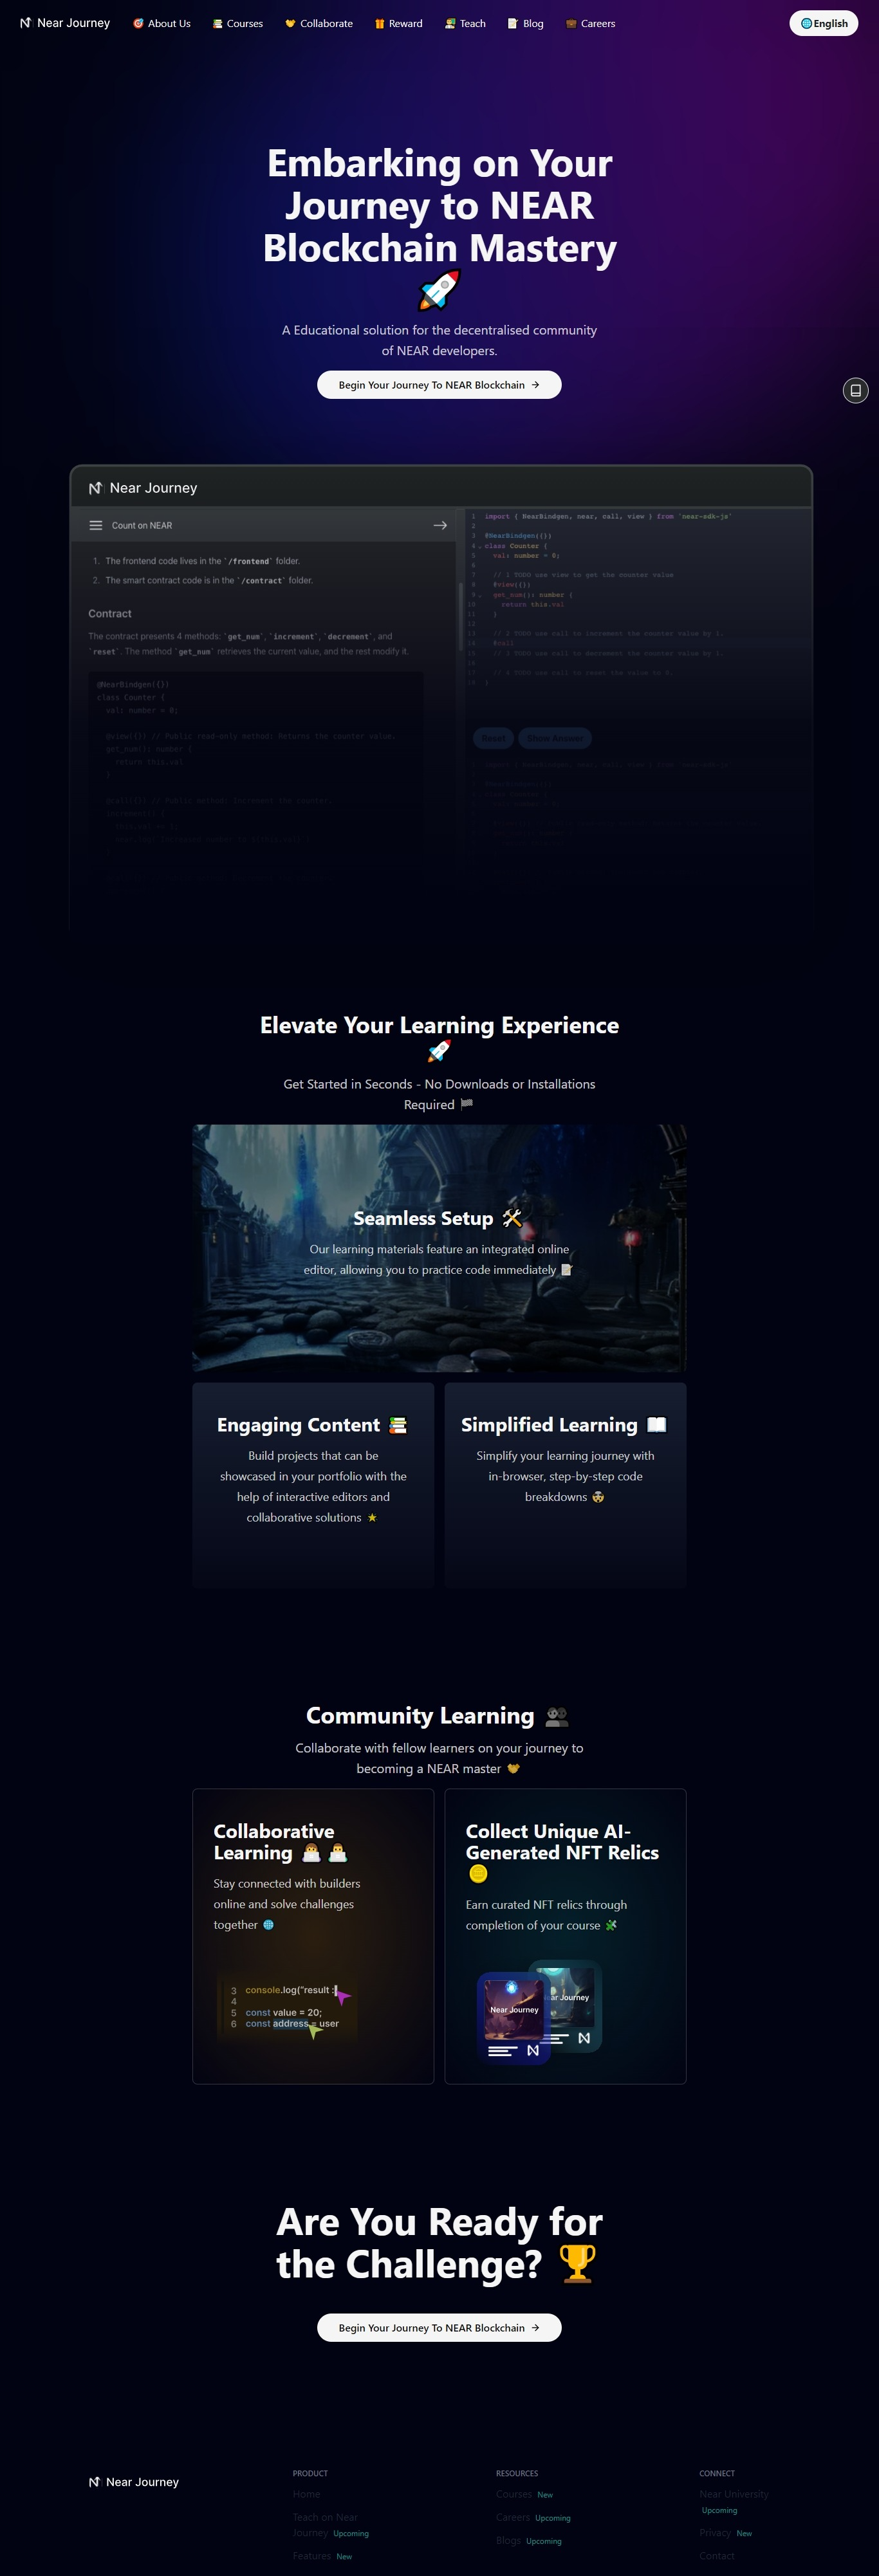 Near Journey
🎯 About Us
📚 Courses
🤝 Collaborate
🎁 Reward
👨‍🏫 Teach
📝 Blog
💼 Careers
🌐English
Embarking on Your
Journey to NEAR
Blockchain Mastery
🚀
A Educational solution for the decentralised community
of NEAR developers.
Begin Your Journey To NEAR Blockchain →
Near Journey
Count on NEAR →
1. The frontend code lives in the `/frontend` folder.
2. The smart contract code is in the `/contract` folder.
Contract
The contract presents 4 methods: `get_num`, `increment`, `decrement`, and
`reset`. The method `get_num` retrieves the current value, and the rest modify it.
@NearBindgen({})
class Counter {
val: number = 0;
@view({}) // Public read-only method: Returns the counter value.
get_num(): number {
return this.val
}
@call({}) // Public method: Increment the counter.
increment() {
1 import { NearBindgen, near, call, view } from 'near-sdk-js'
2
3 @NearBindgen({})
4 class Counter {
5 val: number = 0;
6
7 // 1 TODO use view to get the counter value
8 @view({})
9 get_num(): number {
10 return this.val
11 }
12
13 // 2 TODO use call to increment the counter value by 1.
14 @call
15 // 3 TODO use call to decrement the counter value by 1.
16
17 // 4 TODO use call to reset the value to 0.
18 }
Reset
Show Answer
Elevate Your Learning Experience
🚀
Get Started in Seconds - No Downloads or Installations
Required 🏁
Seamless Setup 🛠
Our learning materials feature an integrated online
editor, allowing you to practice code immediately 📝
Engaging Content 📚
Build projects that can be
showcased in your portfolio with the
help of interactive editors and
collaborative solutions ⭐
Simplified Learning 📖
Simplify your learning journey with
in-browser, step-by-step code
breakdowns 🤯
Community Learning 👥
Collaborate with fellow learners on your journey to
becoming a NEAR master 🤝
Collaborative
Learning 👩‍💻 👨‍💻
Stay connected with builders
online and solve challenges
together 🌐
3 console.log("result :
4
5 const value = 20;
6 const address = user
Collect Unique AI-
Generated NFT Relics
🪙
Earn curated NFT relics through
completion of your course 💸
Near Journey
ar Journey
Are You Ready for
the Challenge? 🏆
Begin Your Journey To NEAR Blockchain →
Near Journey
PRODUCT
Home
Teach on Near
Journey Upcoming
Features New
RESOURCES
Courses New
Careers Upcoming
Blogs Upcoming
CONNECT
Near University
Upcoming
Privacy New
Contact